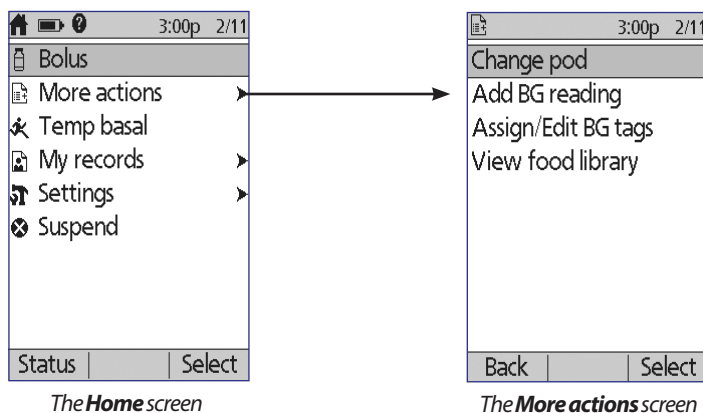 3:00p 2/11
Bolus
More actions
Temp basal
My records
Settings
Suspend
Status Select
The Home screen
3:00p 2/11
Change pod
Add BG reading
Assign/Edit BG tags
View food library
Back Select
The More actions screen